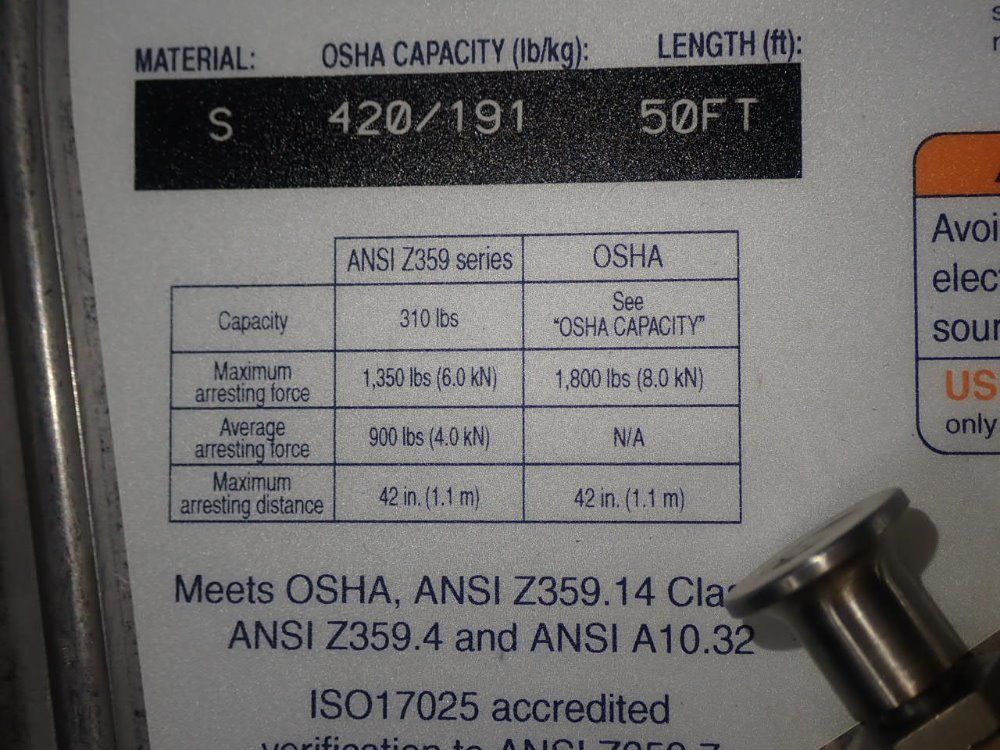 MATERIAL: OSHA CAPACITY (lb/kg): LENGTH (ft):
S 420/191 50FT
ANSI Z359 series OSHA
Capacity 310 lbs See "OSHA CAPACITY"
Maximum arresting force 1,350 lbs (6.0 kN) 1,800 lbs (8.0 kN)
Average arresting force 900 lbs (4.0 kN) N/A
Maximum arresting distance 42 in. (1.1 m) 42 in. (1.1 m)
Meets OSHA, ANSI Z359.14
ANSI Z359.4 and ANSI A10.32
ISO17025 accredited
verification to ANSI
US
only